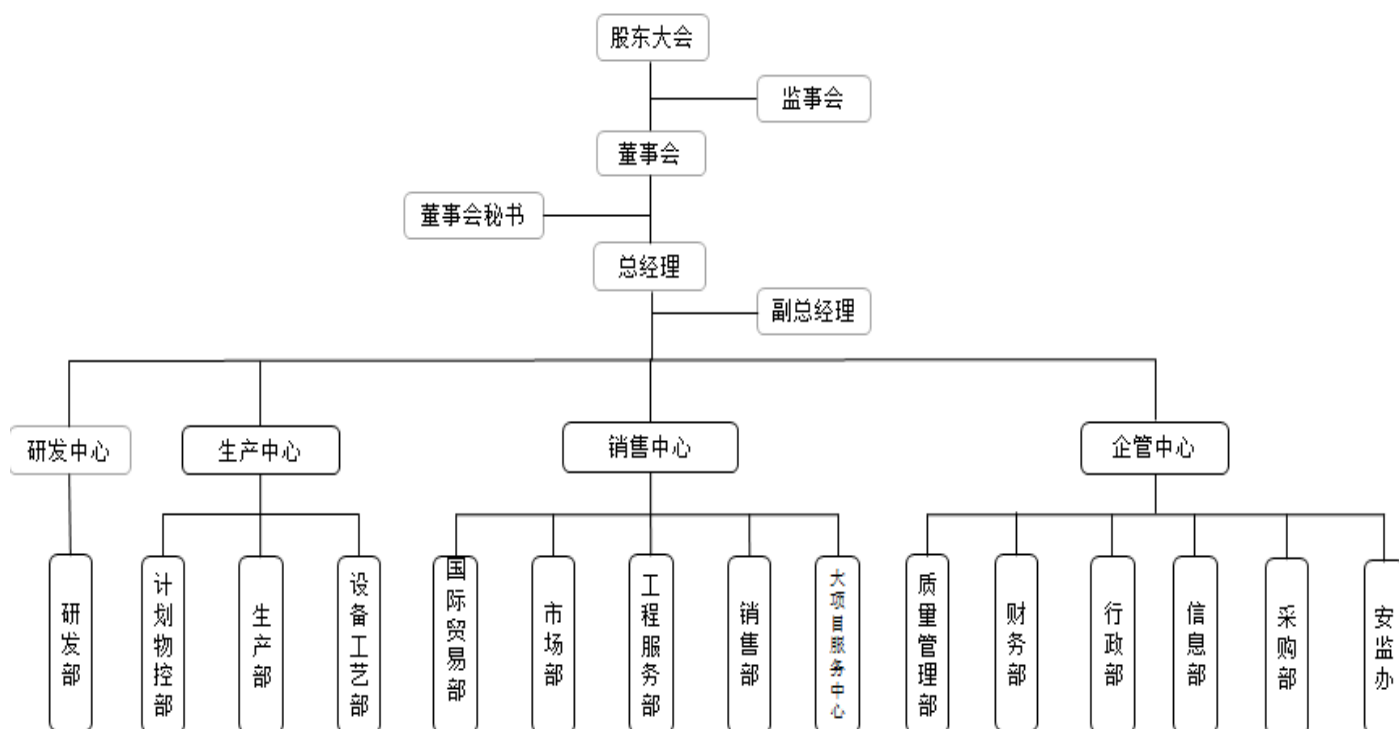 股东大会
监事会
董事会
董事会秘书
总经理
副总经理
研发中心
生产中心
销售中心
企管中心
研发部
计划物控部
生产部
设备工艺部
国际贸易部
市场部
工程服务部
销售部
大项目服务中心
质量管理部
财务部
行政部
信息部
采购部
安监办